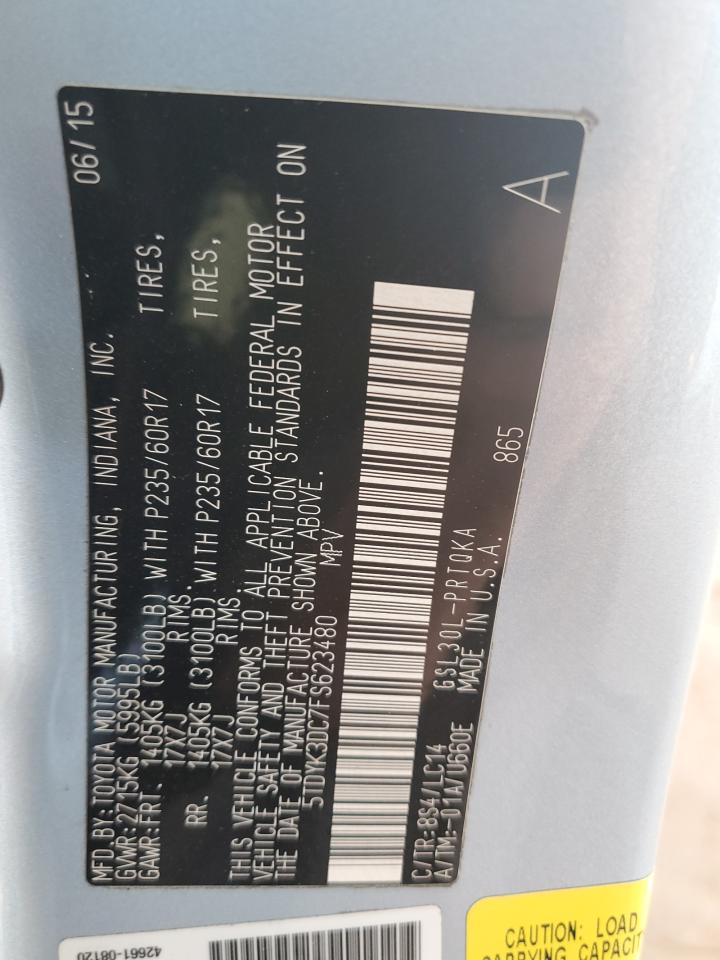 MFD.BY:TOYOTA MOTOR MANUFACTURING, INDIANA, INC. 06/15
GVWR:2715KG (5995LB)
GAWR:FRT. 1405KG (3100LB) WITH P235/60R17 TIRES,
17X7J RIMS.
RR. 1405KG (3100LB) WITH P235/60R17 TIRES,
17X7J RIMS
THIS VEHICLE CONFORMS TO ALL APPLICABLE FEDERAL MOTOR
VEHICLE SAFETY AND THEFT PREVENTION STANDARDS IN EFFECT ON
THE DATE OF MANUFACTURE SHOWN ABOVE.
5TDYK3DC7FS623480 MPV
C/TR:8S4/LC14 GSL30L-PRTQKA
A/TM:-01A/U660E MADE IN U.S.A. 865
A
42661-08120
CAUTION: LOAD
CARRYING CAPACIT